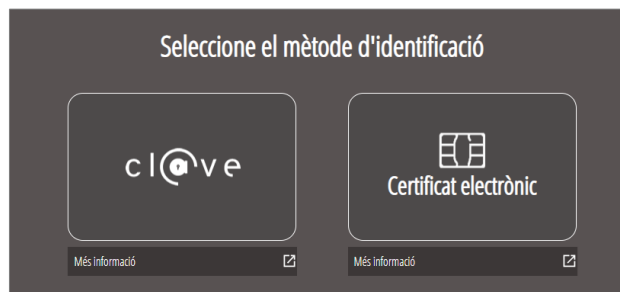 Seleccione el mètode d'identificació
cl@ve
Certificat electrònic
Més informació
Més informació